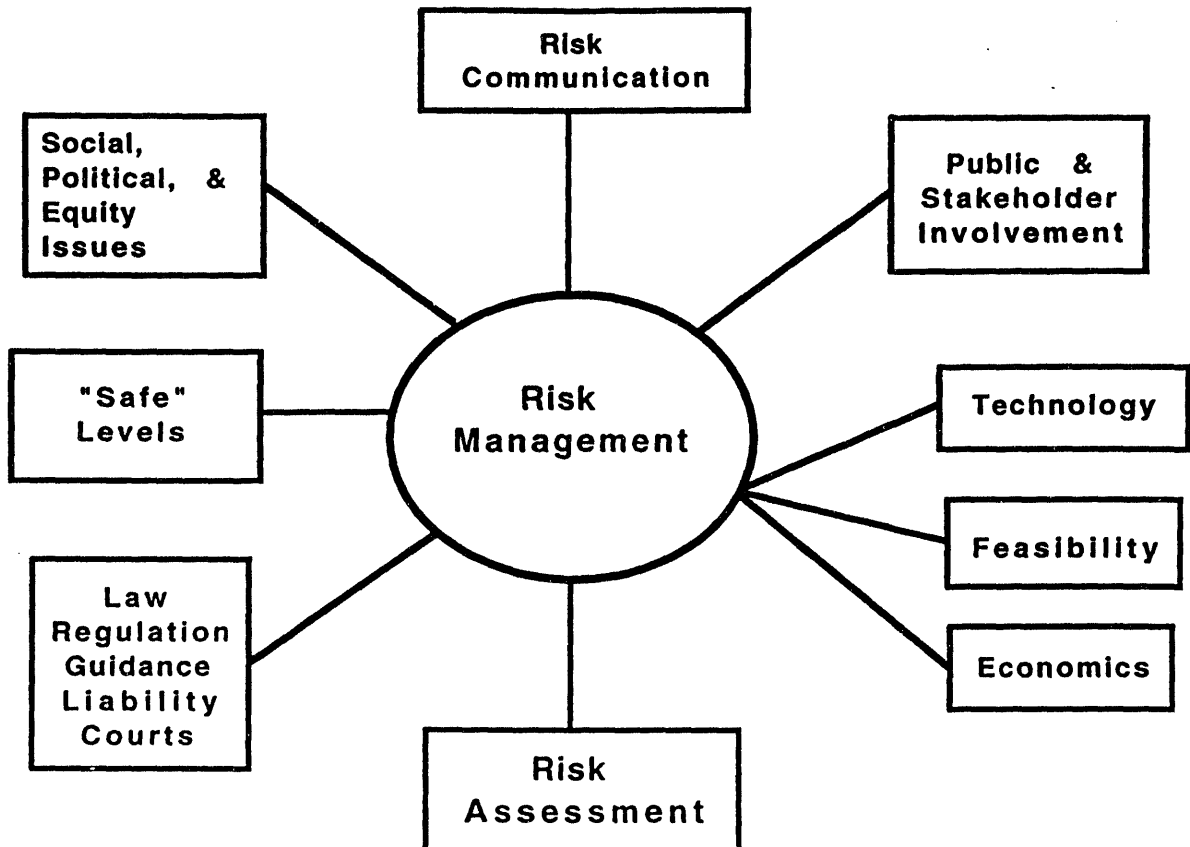 Risk
Communication
Social,
Political, &
Equity
Issues
Public &
Stakeholder
Involvement
"Safe"
Levels
Risk
Management
Technology
Feasibility
Economics
Law
Regulation
Guidance
Liability
Courts
Risk
Assessment